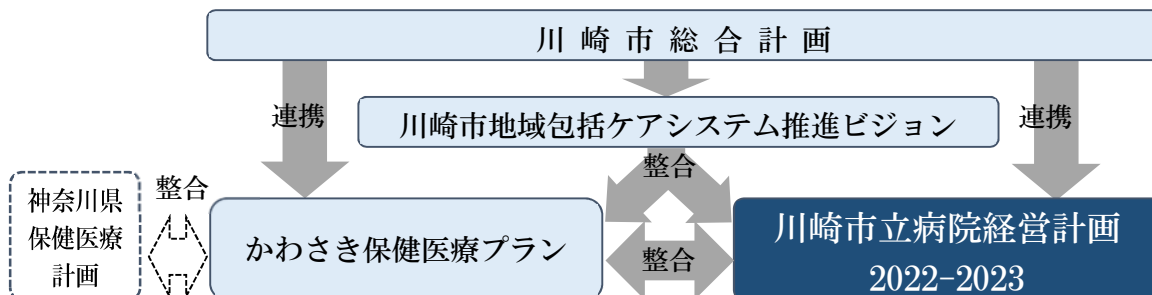 川崎市総合計画
連携
川崎市地域包括ケアシステム推進ビジョン
連携
整合
神奈川県
保健医療
計画
整合
かわさき保健医療プラン
整合
川崎市立病院経営計画
2022-2023